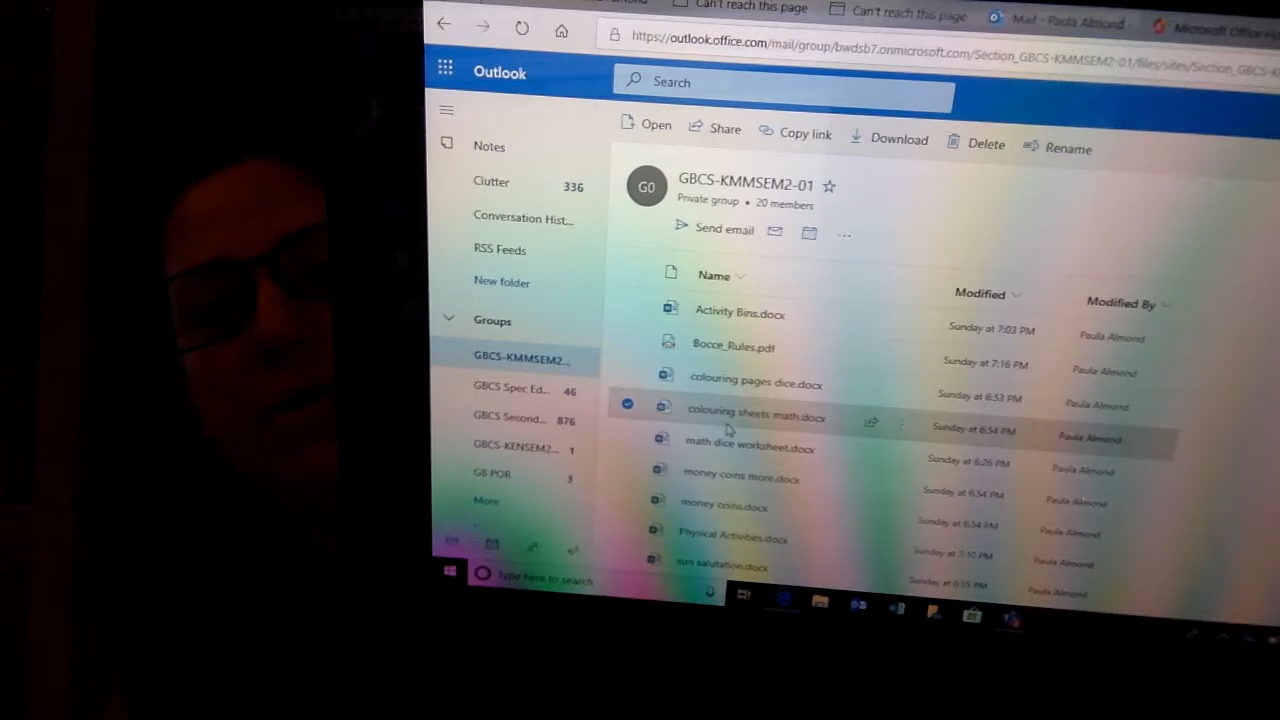 Can't reach this page
Can't reach this page
Mail - Paula Almond
Microsoft Office
https://outlook.office.com/mail/group/bwdsb7.onmicrosoft.com/Section_GBCS-KMMSEM2-01/files/sites/Section_GBCS-K
Outlook
Search
Open Share Copy link Download Delete Rename
Notes
Clutter 336
Conversation Hist...
RSS Feeds
New folder
Groups
GBCS-KMMSEM2...
GBCS Spec Ed... 46
GBCS Second... 876
GBCS-KENSEM2... 1
GB POR 3
More
G0
GBCS-KMMSEM2-01
Private group • 20 members
Send email
Name Modified Modified By
Activity Bins.docx Sunday at 7:03 PM Paula Almond
Bocce_Rules.pdf Sunday at 7:16 PM Paula Almond
colouring pages dice.docx Sunday at 6:53 PM Paula Almond
colouring sheets math.docx Sunday at 6:54 PM Paula Almond
math dice worksheet.docx Sunday at 6:26 PM Paula Almond
money coins more.docx Sunday at 6:54 PM Paula Almond
money coins.docx Sunday at 6:54 PM Paula Almond
Physical Activities.docx Sunday at 7:10 PM Paula Almond
sun salutation.docx Sunday at 6:55 PM Paula Almond
Type here to search